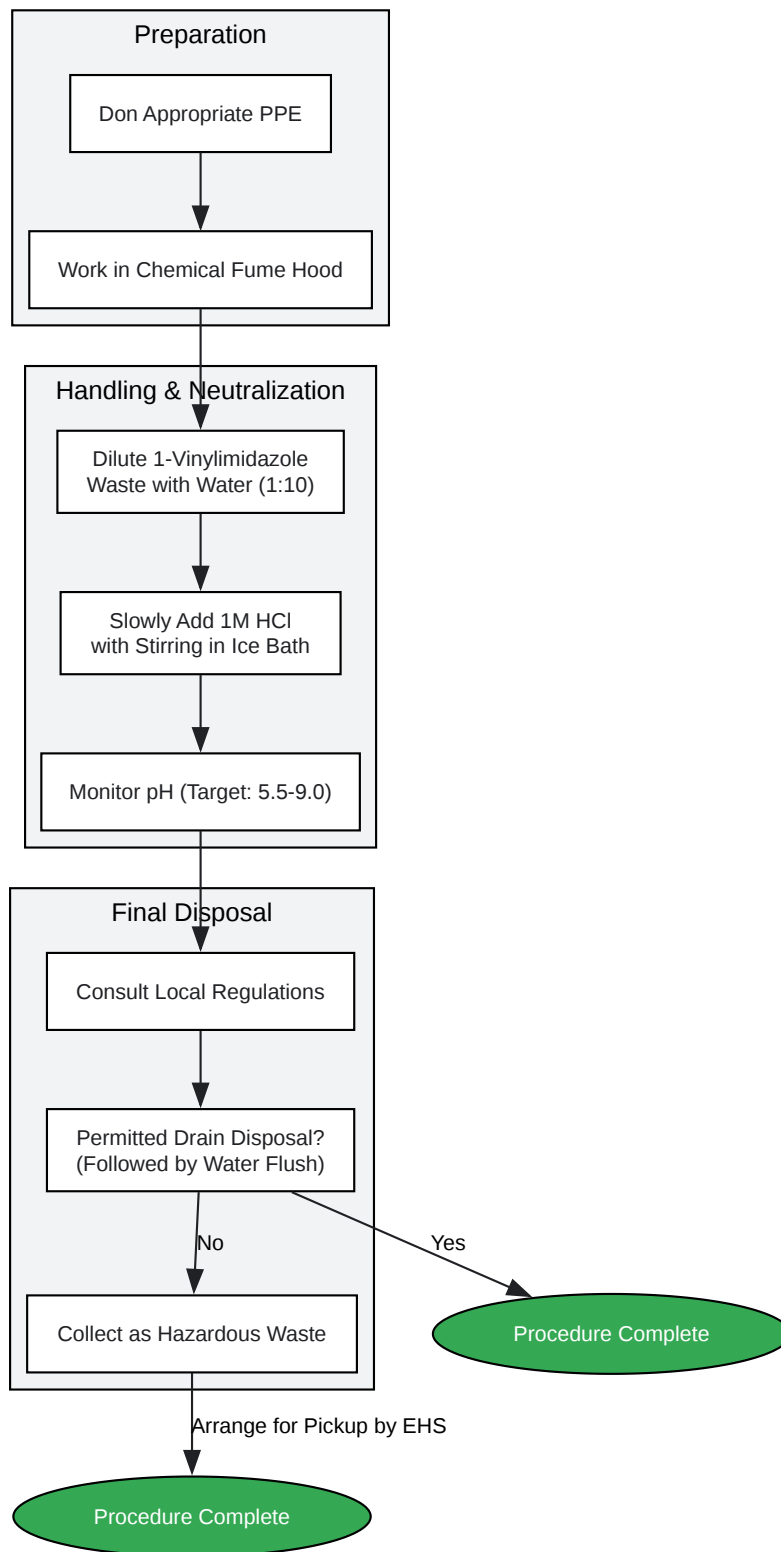 Preparation
Don Appropriate PPE
Work in Chemical Fume Hood
Handling & Neutralization
Dilute 1-Vinylimidazole
Waste with Water (1:10)
Slowly Add 1M HCl
with Stirring in Ice Bath
Monitor pH (Target: 5.5-9.0)
Final Disposal
Consult Local Regulations
Permitted Drain Disposal?
(Followed by Water Flush)
No
Yes
Collect as Hazardous Waste
Procedure Complete
Arrange for Pickup by EHS
Procedure Complete